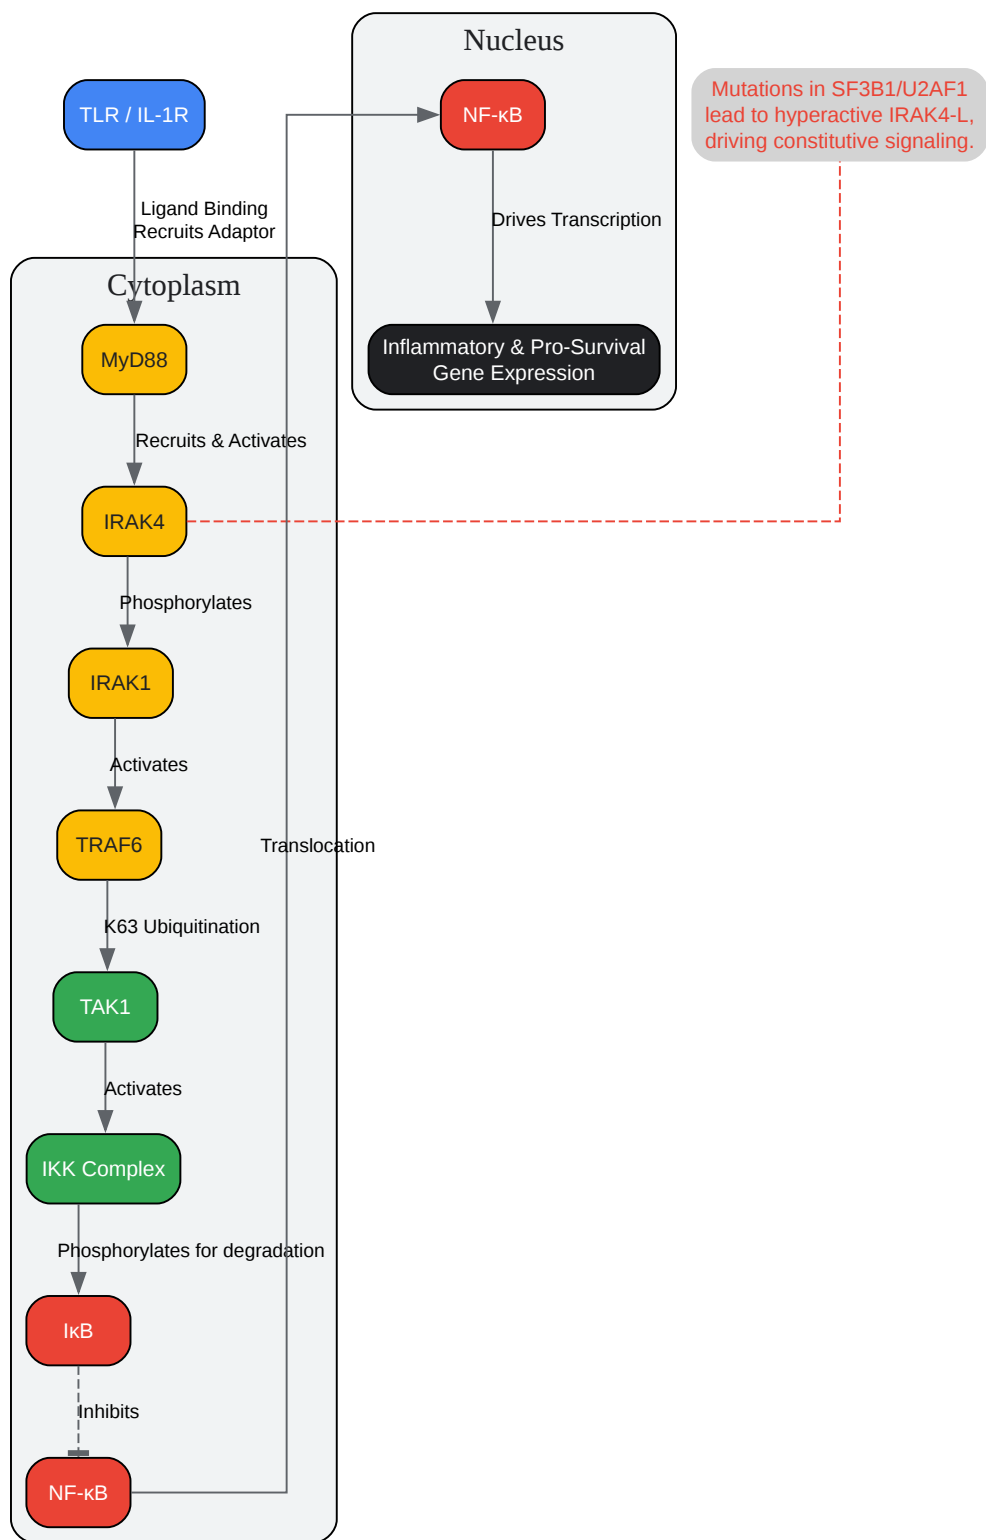 Nucleus
TLR / IL-1R
NF-κB
Mutations in SF3B1/U2AF1
lead to hyperactive IRAK4-L,
driving constitutive signaling.
Ligand Binding
Recruits Adaptor
Drives Transcription
Cytoplasm
MyD88
Inflammatory & Pro-Survival
Gene Expression
Recruits & Activates
IRAK4
Phosphorylates
IRAK1
Activates
TRAF6
Translocation
K63 Ubiquitination
TAK1
Activates
IKK Complex
Phosphorylates for degradation
IκB
Inhibits
NF-κB